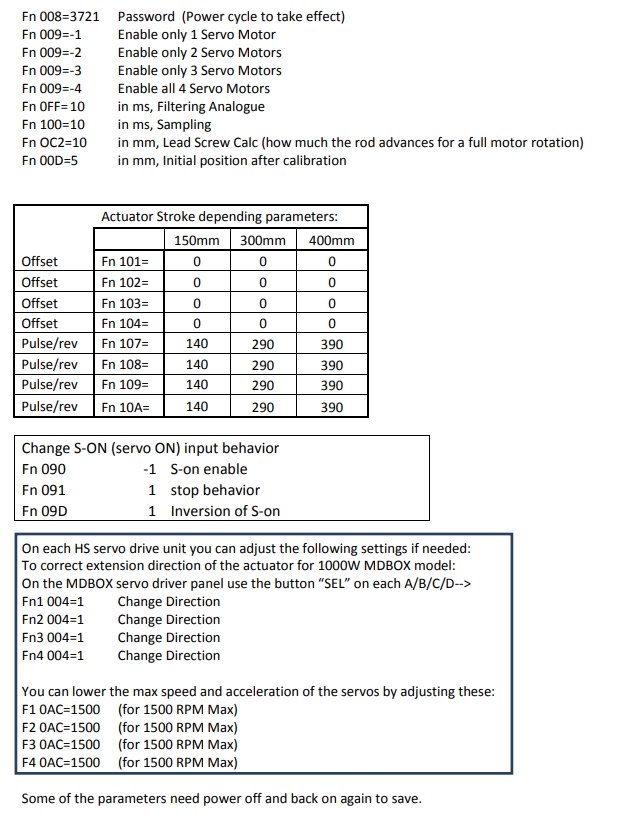 Fn 008=3721 Password (Power cycle to take effect)
Fn 009=-1 Enable only 1 Servo Motor
Fn 009=-2 Enable only 2 Servo Motors
Fn 009=-3 Enable only 3 Servo Motors
Fn 009=-4 Enable all 4 Servo Motors
Fn 0FF=10 in ms, Filtering Analogue
Fn 100=10 in ms, Sampling
Fn OC2=10 in mm, Lead Screw Calc (how much the rod advances for a full motor rotation)
Fn 00D=5 in mm, Initial position after calibration
Actuator Stroke depending parameters:
150mm 300mm 400mm
Offset Fn 101= 0 0 0
Offset Fn 102= 0 0 0
Offset Fn 103= 0 0 0
Offset Fn 104= 0 0 0
Pulse/rev Fn 107= 140 290 390
Pulse/rev Fn 108= 140 290 390
Pulse/rev Fn 109= 140 290 390
Pulse/rev Fn 10A= 140 290 390
Change S-ON (servo ON) input behavior
Fn 090 -1 S-on enable
Fn 091 1 stop behavior
Fn 09D 1 Inversion of S-on
On each HS servo drive unit you can adjust the following settings if needed:
To correct extension direction of the actuator for 1000W MDBOX model:
On the MDBOX servo driver panel use the button “SEL” on each A/B/C/D-->
Fn1 004=1 Change Direction
Fn2 004=1 Change Direction
Fn3 004=1 Change Direction
Fn4 004=1 Change Direction
You can lower the max speed and acceleration of the servos by adjusting these:
F1 0AC=1500 (for 1500 RPM Max)
F2 0AC=1500 (for 1500 RPM Max)
F3 0AC=1500 (for 1500 RPM Max)
F4 0AC=1500 (for 1500 RPM Max)
Some of the parameters need power off and back on again to save.